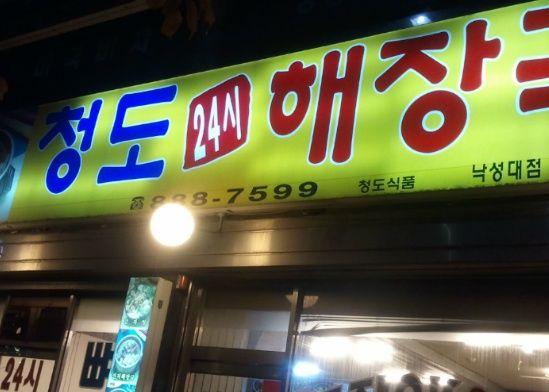 청도 24시 해장국
☎888-7599 청도식품 낙성대점
24시 뼈